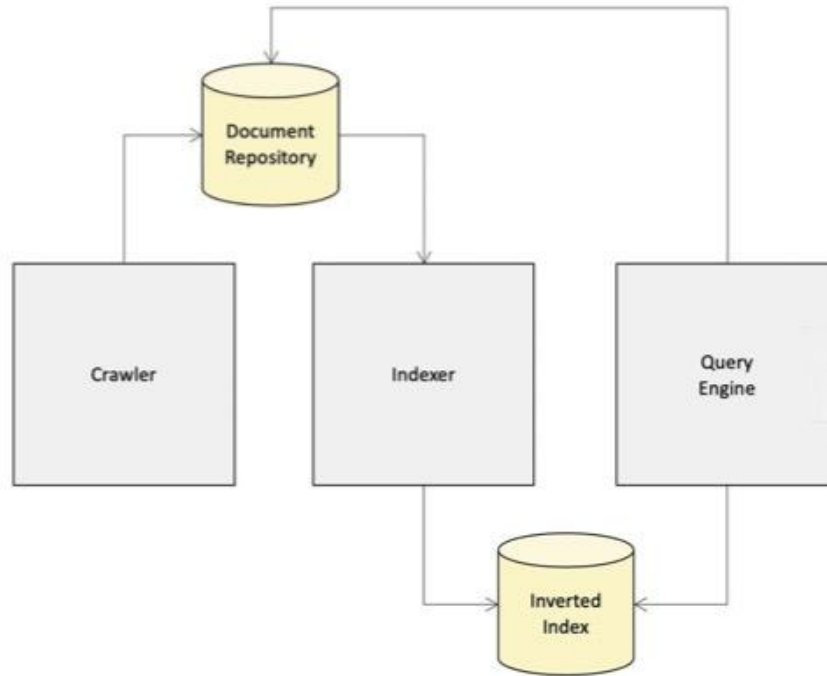 Document
Repository
Crawler
Indexer
Query
Engine
Inverted
Index